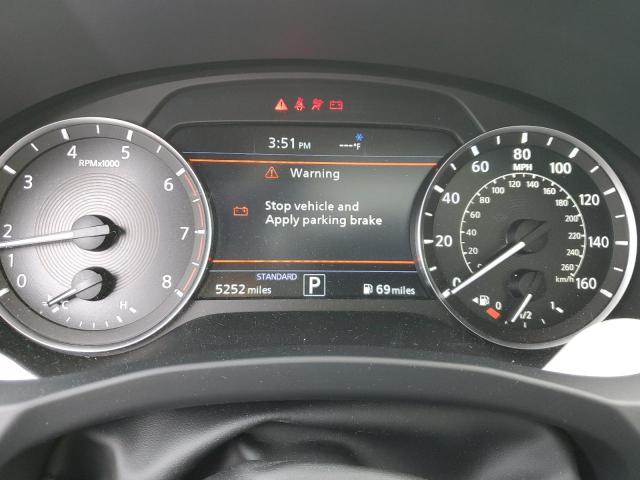 3:51 PM ---°F
Warning
Stop vehicle and
Apply parking brake
STANDARD
5252 miles P 69 miles
RPMx1000
0 1 2 3 4 5 6 7 8
C H
MPH
0 20 40 60 80 100 120 140 160
0 20 40 60 80 100 120 140 160 180 200 220 240 260
km/h
0 1/2 1